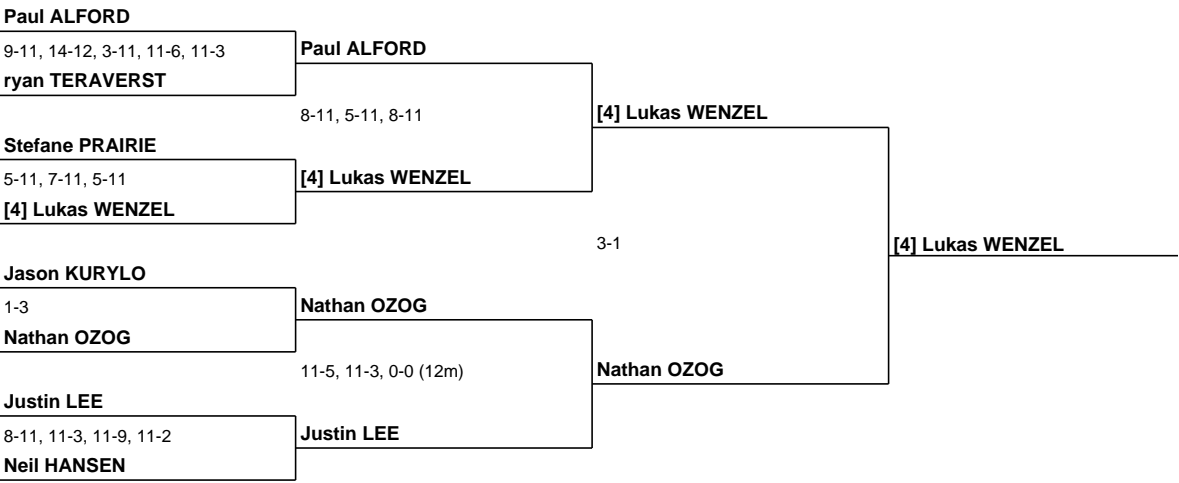 Paul ALFORD
9-11, 14-12, 3-11, 11-6, 11-3
ryan TERAVERST
Stefane PRAIRIE
5-11, 7-11, 5-11
[4] Lukas WENZEL
Jason KURYLO
1-3
Nathan OZOG
Justin LEE
8-11, 11-3, 11-9, 11-2
Neil HANSEN
Paul ALFORD
8-11, 5-11, 8-11
[4] Lukas WENZEL
Nathan OZOG
11-5, 11-3, 0-0 (12m)
Justin LEE
[4] Lukas WENZEL
3-1
Nathan OZOG
[4] Lukas WENZEL